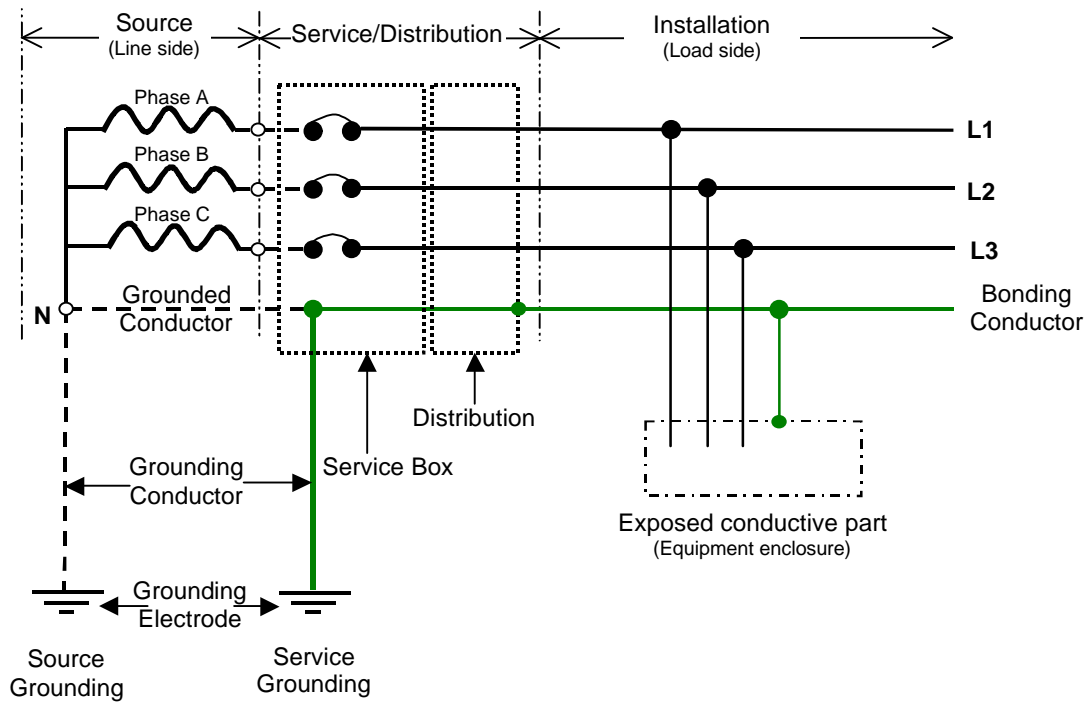 Source
(Line side)
Service/Distribution
Installation
(Load side)
Phase A
L1
Phase B
L2
Phase C
L3
N
Grounded
Conductor
Bonding
Conductor
Distribution
Service Box
Grounding
Conductor
Exposed conductive part
(Equipment enclosure)
Grounding
Electrode
Source
Grounding
Service
Grounding